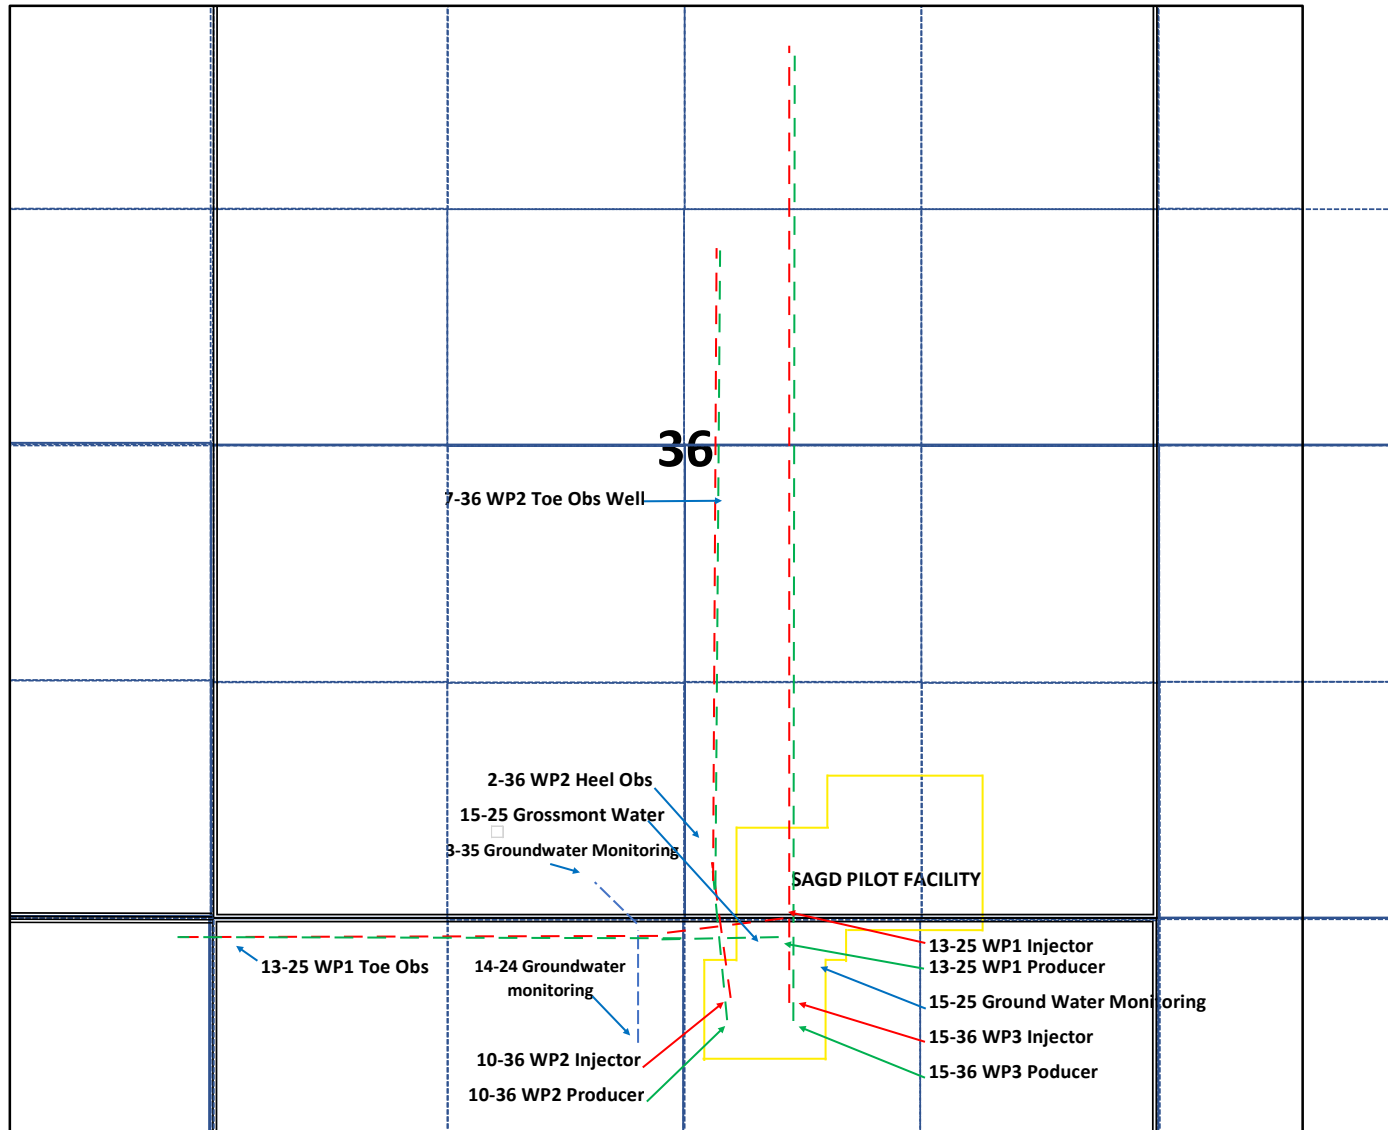 36
7-36 WP2 Toe Obs Well
2-36 WP2 Heel Obs
15-25 Grossmont Water
3-35 Groundwater Monitoring
SAGD PILOT FACILITY
13-25 WP1 Injector
13-25 WP1 Producer
13-25 WP1 Toe Obs
14-24 Groundwater
monitoring
15-25 Ground Water Monitoring
15-36 WP3 Injector
10-36 WP2 Injector
15-36 WP3 Poducer
10-36 WP2 Producer